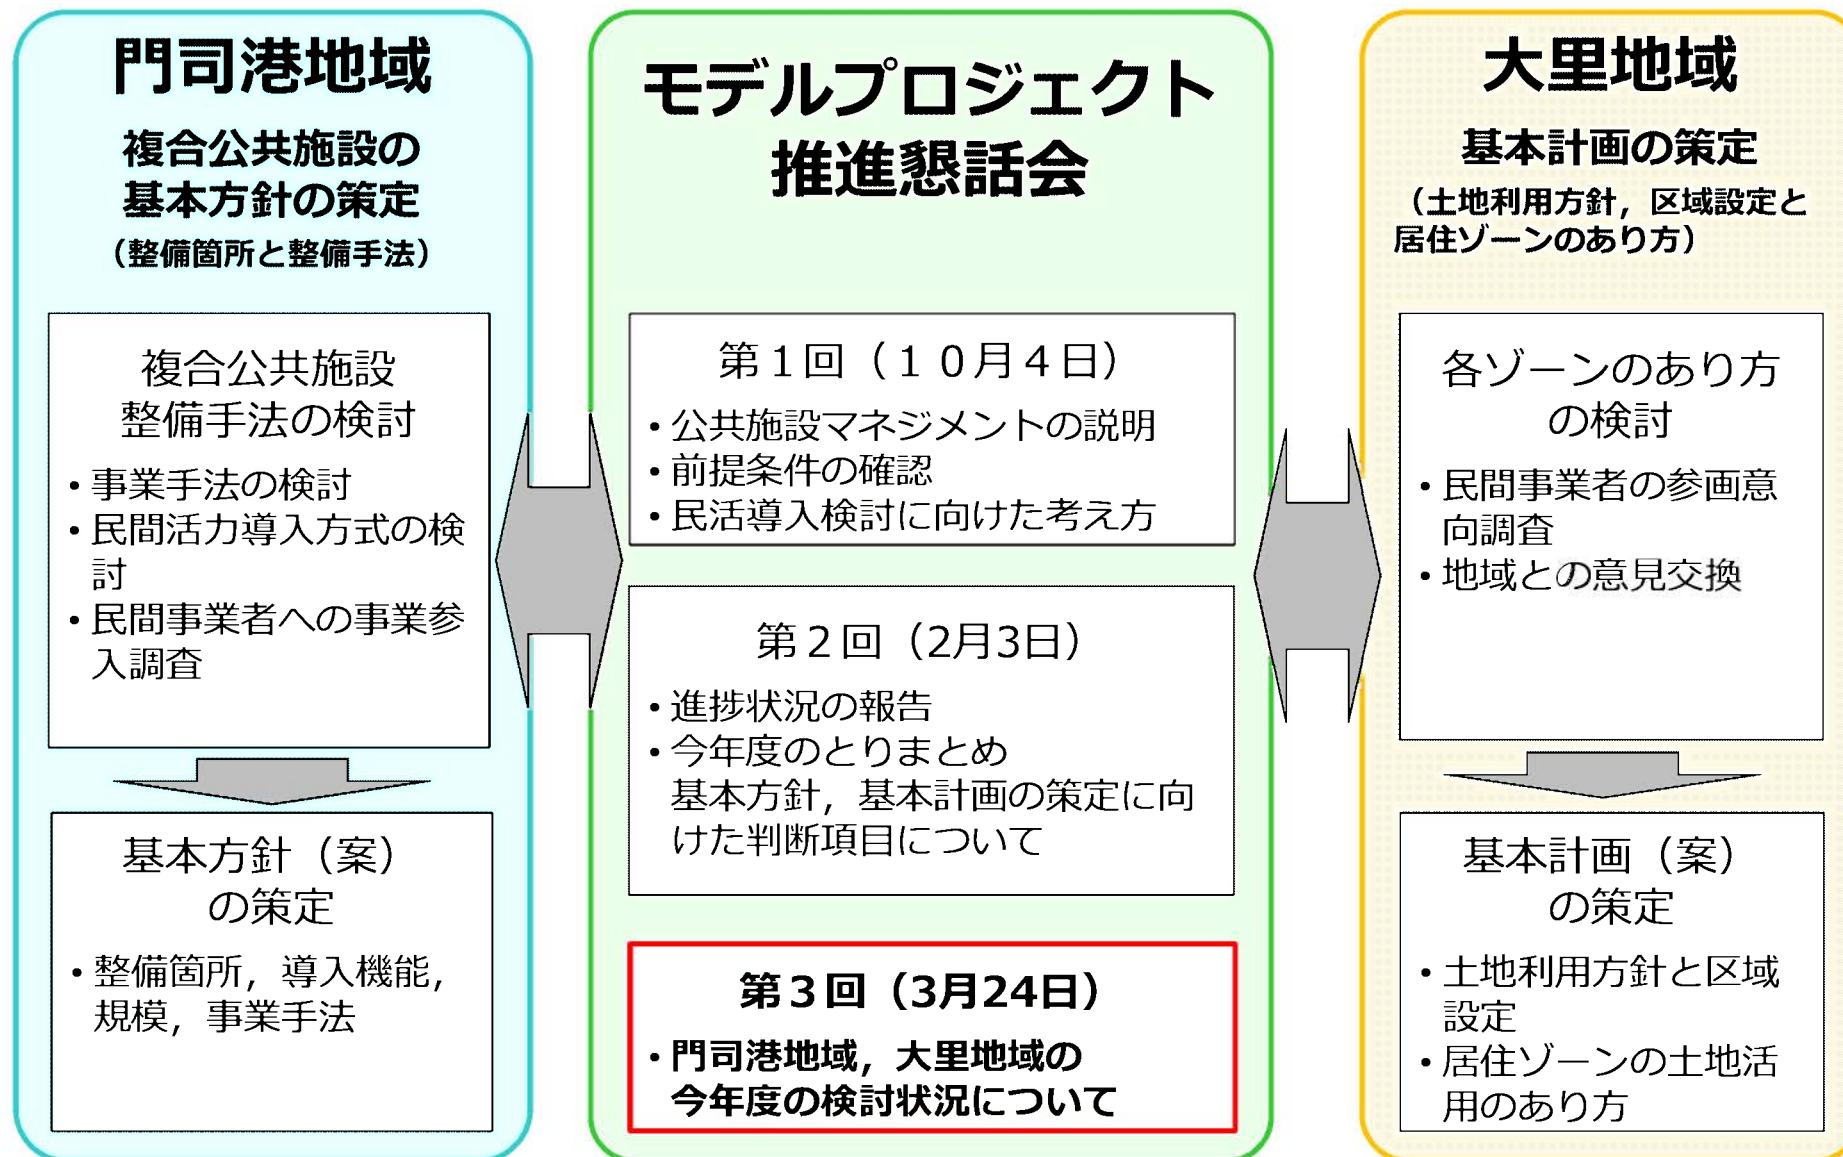 門司港地域
複合公共施設の
基本方針の策定
（整備箇所と整備手法）
複合公共施設
整備手法の検討
・事業手法の検討
・民間活力導入方式の検
討
・民間事業者への事業参
入調査
基本方針（案）
の策定
・整備箇所，導入機能，
規模，事業手法
モデルプロジェクト
推進懇話会
第１回（１０月４日）
・公共施設マネジメントの説明
・前提条件の確認
・民活導入検討に向けた考え方
第２回（2月3日）
・進捗状況の報告
・今年度のとりまとめ
基本方針，基本計画の策定に向
けた判断項目について
第３回（3月24日）
・門司港地域，大里地域の
今年度の検討状況について
大里地域
基本計画の策定
（土地利用方針，区域設定と
居住ゾーンのあり方）
各ゾーンのあり方
の検討
・民間事業者の参画意
向調査
・地域との意見交換
基本計画（案）
の策定
・土地利用方針と区域
設定
・居住ゾーンの土地活
用のあり方